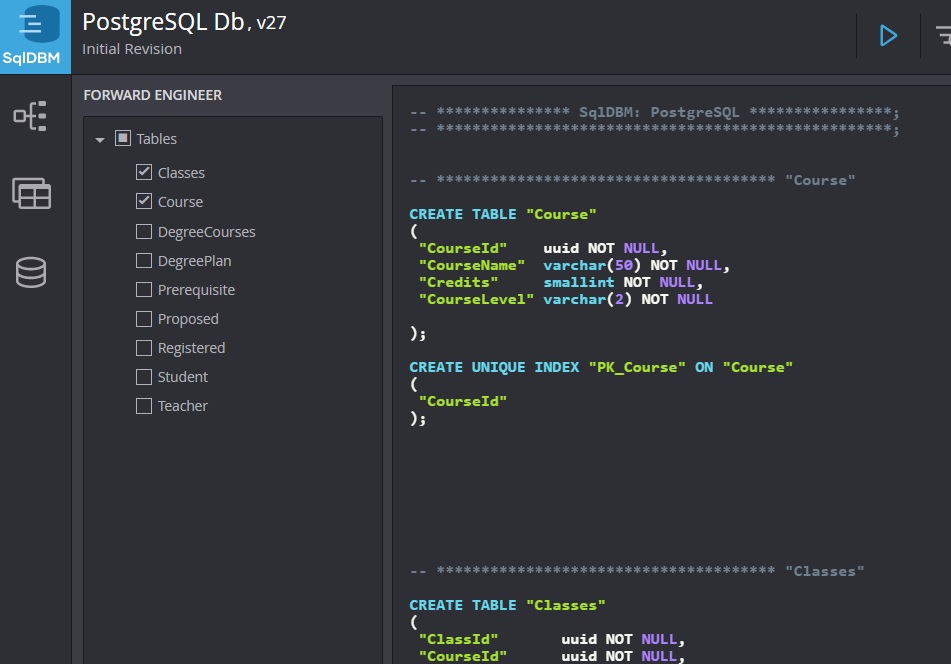 PostgreSQL Db, v27
Initial Revision
SqlDBM
FORWARD ENGINEER
Tables
Classes
Course
DegreeCourses
DegreePlan
Prerequisite
Proposed
Registered
Student
Teacher
-- *************** SqlDBM: PostgreSQL ****************;
-- ***************************************************;
-- ************************************** "Course"
CREATE TABLE "Course"
(
"CourseId" uuid NOT NULL,
"CourseName" varchar(50) NOT NULL,
"Credits" smallint NOT NULL,
"CourseLevel" varchar(2) NOT NULL
);
CREATE UNIQUE INDEX "PK_Course" ON "Course"
(
"CourseId"
);
-- ************************************** "Classes"
CREATE TABLE "Classes"
(
"ClassId" uuid NOT NULL,
"CourseId" uuid NOT NULL,